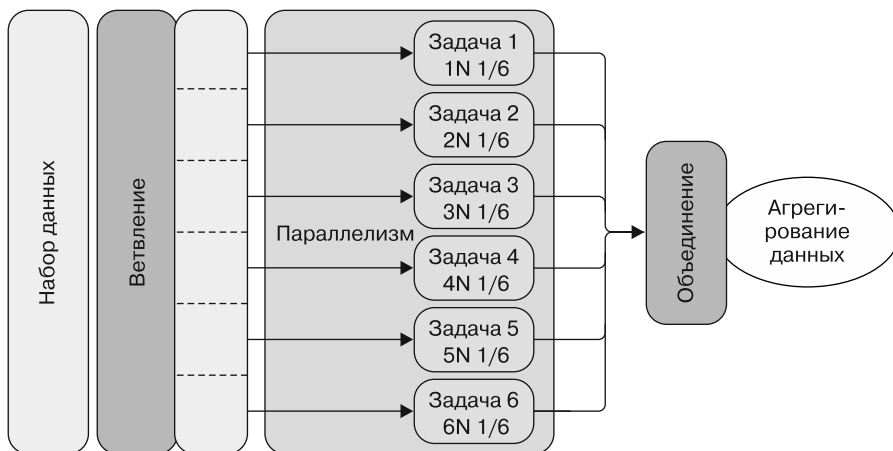 Набор данных
Ветвление
Параллелизм
Задача 1
1N 1/6
Задача 2
2N 1/6
Задача 3
3N 1/6
Задача 4
4N 1/6
Задача 5
5N 1/6
Задача 6
6N 1/6
Объединение
Агреги-
рование
данных